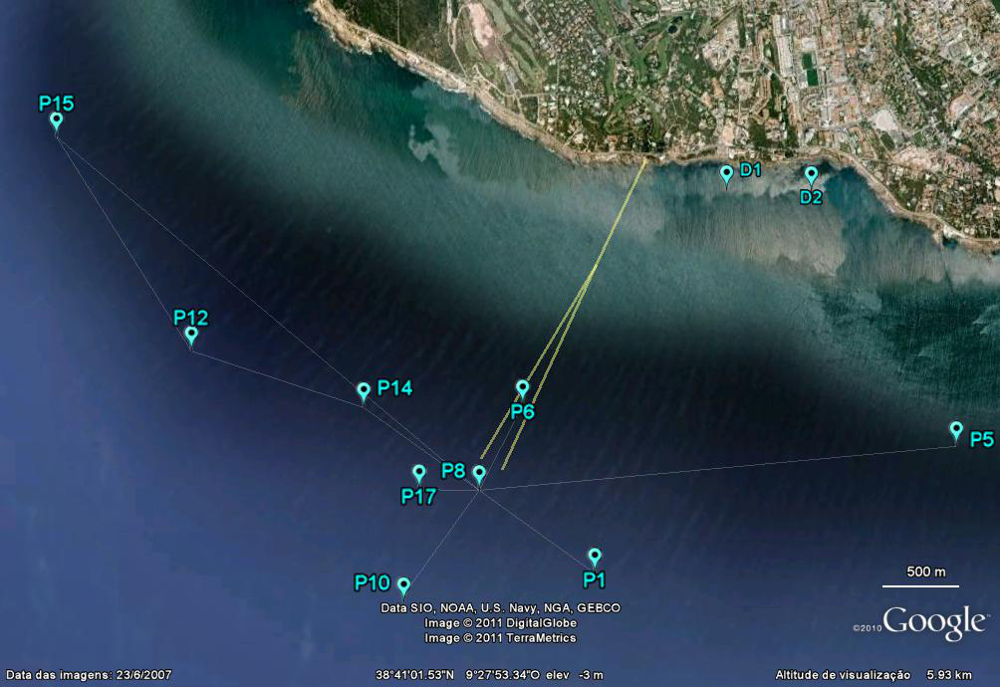 P15
D1
D2
P12
P14
P6
P5
P8
P17
P1
P10
500 m
Data SIO, NOAA, U.S. Navy, NGA, GEBCO
Image © 2011 DigitalGlobe
Image © 2011 TerraMetrics
©2010 Google
Data das imagens: 23/6/2007 38°41'01.53"N 9°27'53.34"O elev -3 m Altitude de visualização 5.93 km